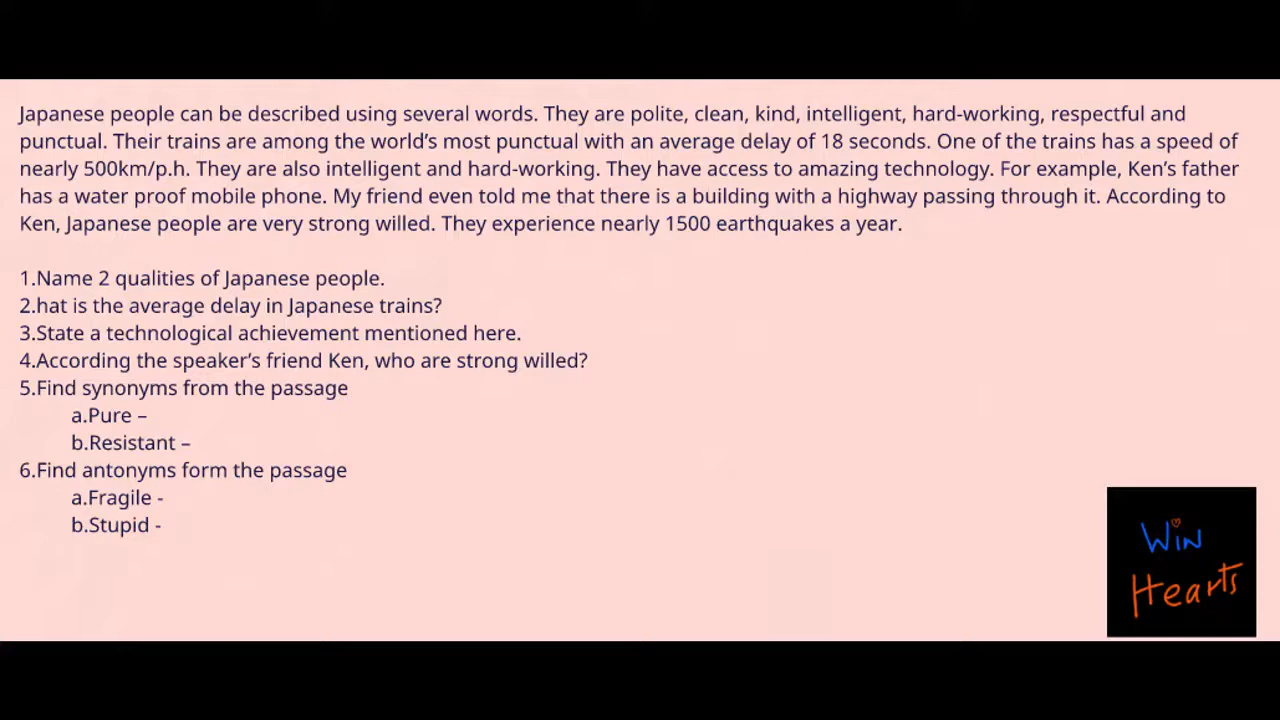 Japanese people can be described using several words. They are polite, clean, kind, intelligent, hard-working, respectful and
punctual. Their trains are among the world's most punctual with an average delay of 18 seconds. One of the trains has a speed of
nearly 500km/p.h. They are also intelligent and hard-working. They have access to amazing technology. For example, Ken's father
has a water proof mobile phone. My friend even told me that there is a building with a highway passing through it. According to
Ken, Japanese people are very strong willed. They experience nearly 1500 earthquakes a year.
1.Name 2 qualities of Japanese people.
2.hat is the average delay in Japanese trains?
3.State a technological achievement mentioned here.
4.According the speaker's friend Ken, who are strong willed?
5.Find synonyms from the passage
a.Pure –
b.Resistant –
6.Find antonyms form the passage
a.Fragile -
b.Stupid -
Win
Hearts